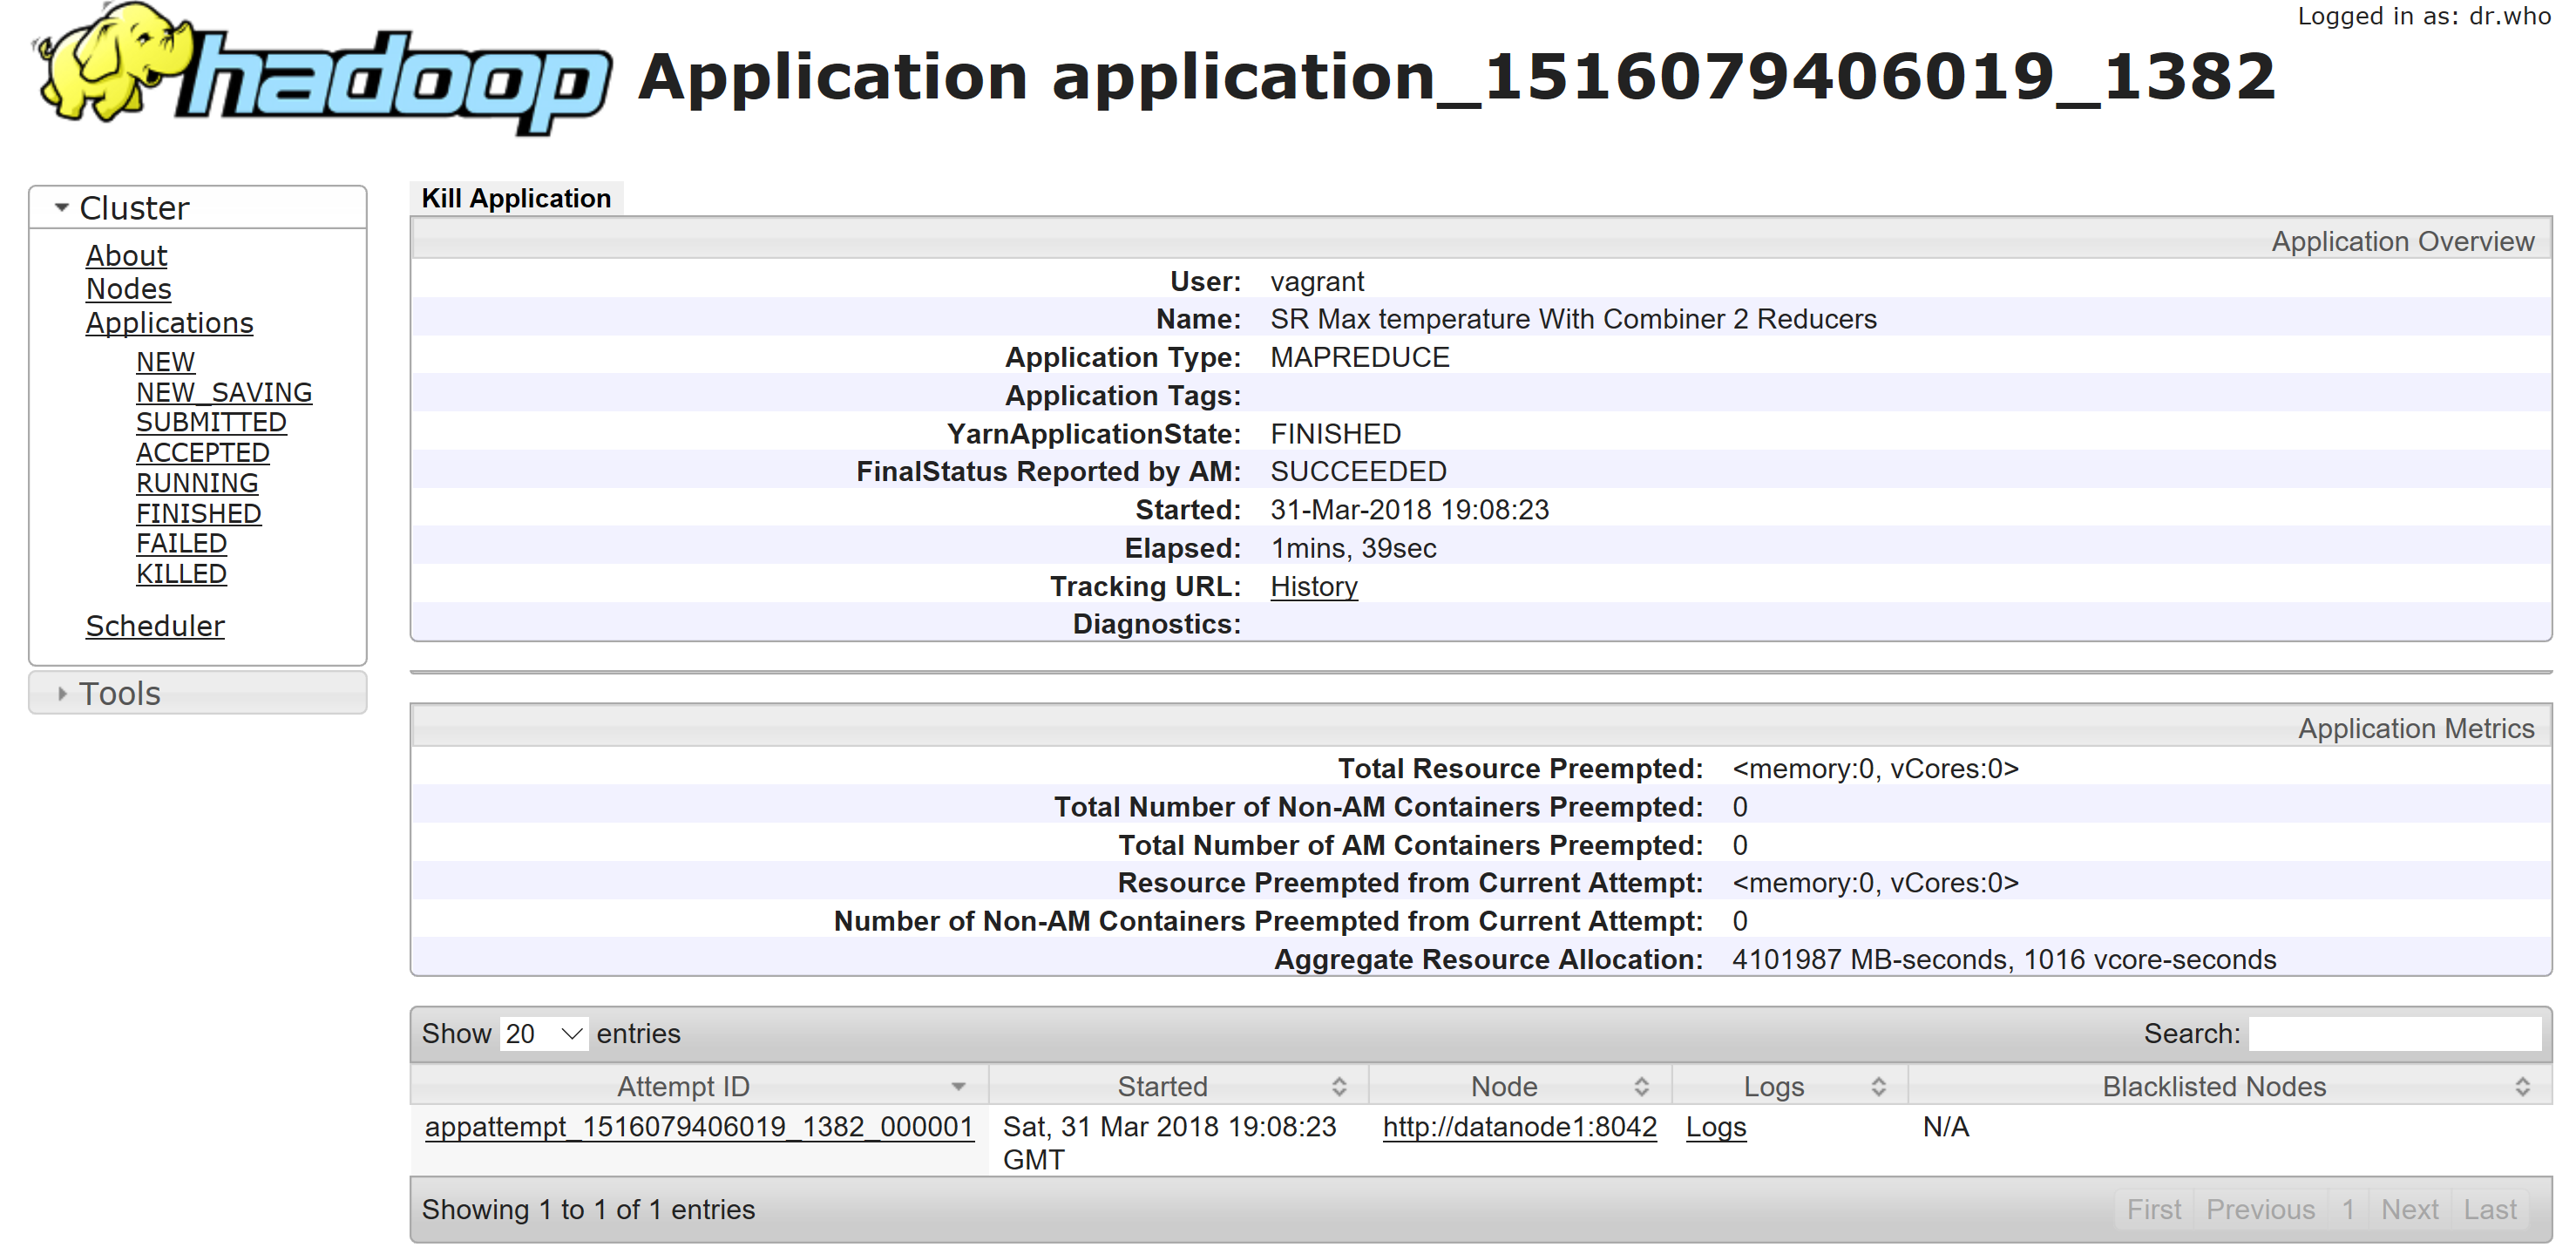 Logged in as: dr.who
hadoop
Application application_1516079406019_1382
Cluster
About
Nodes
Applications
NEW
NEW_SAVING
SUBMITTED
ACCEPTED
RUNNING
FINISHED
FAILED
KILLED
Scheduler
Tools
Kill Application
Application Overview
User: vagrant
Name: SR Max temperature With Combiner 2 Reducers
Application Type: MAPREDUCE
Application Tags:
YarnApplicationState: FINISHED
FinalStatus Reported by AM: SUCCEEDED
Started: 31-Mar-2018 19:08:23
Elapsed: 1mins, 39sec
Tracking URL: History
Diagnostics:
Application Metrics
Total Resource Preempted: <memory:0, vCores:0>
Total Number of Non-AM Containers Preempted: 0
Total Number of AM Containers Preempted: 0
Resource Preempted from Current Attempt: <memory:0, vCores:0>
Number of Non-AM Containers Preempted from Current Attempt: 0
Aggregate Resource Allocation: 4101987 MB-seconds, 1016 vcore-seconds
Show 20 entries Search:
Attempt ID Started Node Logs Blacklisted Nodes
appattempt_1516079406019_1382_000001 Sat, 31 Mar 2018 19:08:23 http://datanode1:8042 Logs N/A
GMT
Showing 1 to 1 of 1 entries First Previous 1 Next Last